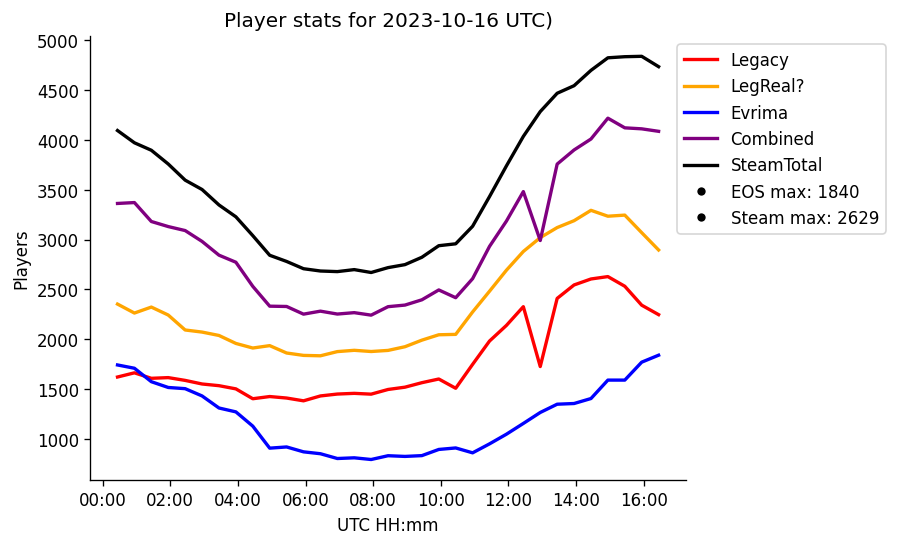 Player stats for 2023-10-16 UTC)
5000
4500
4000
3500
3000
2500
2000
1500
1000
Players
00:00 02:00 04:00 06:00 08:00 10:00 12:00 14:00 16:00
UTC HH:mm
Legacy
LegReal?
Evrima
Combined
SteamTotal
EOS max: 1840
Steam max: 2629